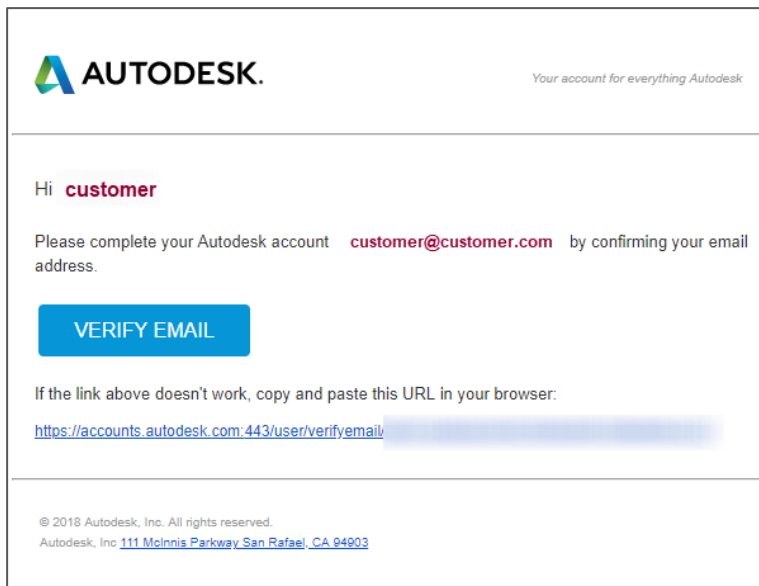 AUTODESK.
Your account for everything Autodesk
Hi customer
Please complete your Autodesk account customer@customer.com by confirming your email
address.
VERIFY EMAIL
If the link above doesn't work, copy and paste this URL in your browser:
https://accounts.autodesk.com:443/user/verifyemail/
© 2018 Autodesk, Inc. All rights reserved.
Autodesk, Inc 111 McInnis Parkway San Rafael, CA 94903